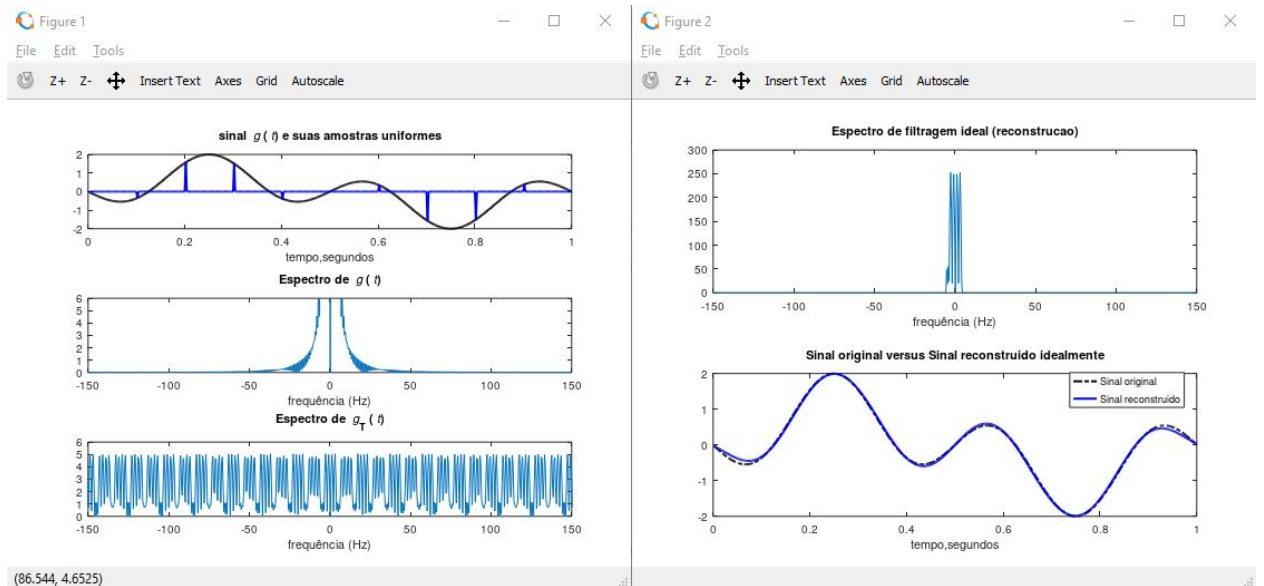 Figure 1
File Edit Tools
Z+ Z- Insert Text Axes Grid Autoscale
sinal g( t) e suas amostras uniformes
2
1
0
-1
-2
0 0.2 0.4 0.6 0.8 1
tempo,segundos
Espectro de g( t)
6
5
4
3
2
1
0
-150 -100 -50 0 50 100 150
frequência (Hz)
Espectro de gT ( t)
6
5
4
3
2
1
0
-150 -100 -50 0 50 100 150
frequência (Hz)
(86.544, 4.6525)
Figure 2
File Edit Tools
Z+ Z- Insert Text Axes Grid Autoscale
Espectro de filtragem ideal (reconstrucao)
300
250
200
150
100
50
0
-150 -100 -50 0 50 100 150
frequência (Hz)
Sinal original versus Sinal reconstruido idealmente
2
1
0
-1
-2
Sinal original
Sinal reconstruido
0 0.2 0.4 0.6 0.8 1
tempo,segundos